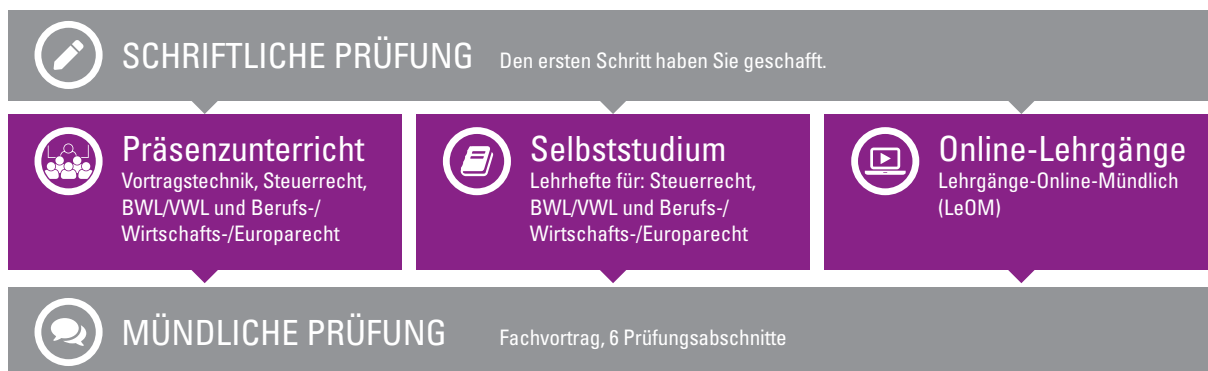 SCHRIFTLICHE PRÜFUNG Den ersten Schritt haben Sie geschafft.
Präsenzunterricht
Vortragstechnik, Steuerrecht,
BWL/VWL und Berufs-/
Wirtschafts-/Europarecht
Selbststudium
Lehrhefte für: Steuerrecht,
BWL/VWL und Berufs-/
Wirtschafts-/Europarecht
Online-Lehrgänge
Lehrgänge-Online-Mündlich
(LeOM)
MÜNDLICHE PRÜFUNG Fachvortrag, 6 Prüfungsabschnitte